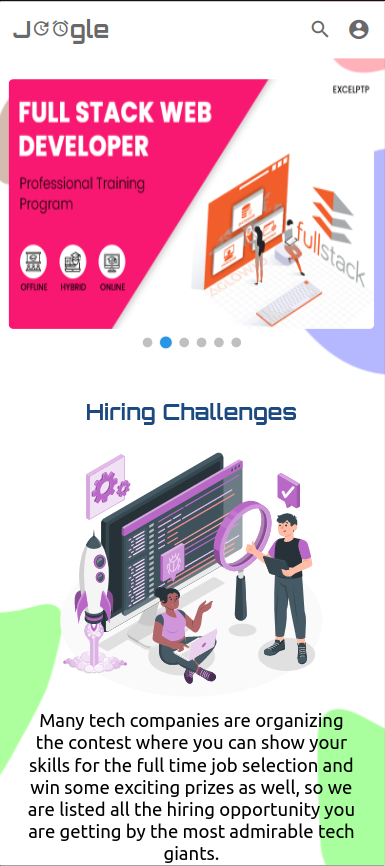 Joogle
EXCELPTP
FULL STACK WEB
DEVELOPER
Professional Training
Program
OFFLINE HYBRID ONLINE
fullstack
Hiring Challenges
Many tech companies are organizing
the contest where you can show your
skills for the full time job selection and
win some exciting prizes as well, so we
are listed all the hiring opportunity you
are getting by the most admirable tech
giants.